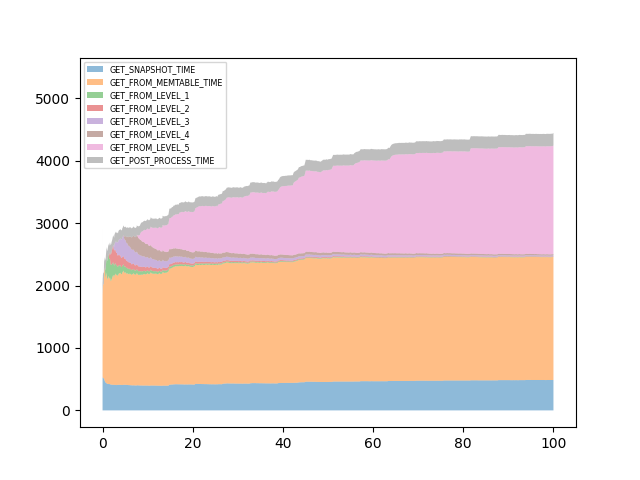 GET_SNAPSHOT_TIME
GET_FROM_MEMTABLE_TIME
GET_FROM_LEVEL_1
GET_FROM_LEVEL_2
GET_FROM_LEVEL_3
GET_FROM_LEVEL_4
GET_FROM_LEVEL_5
GET_POST_PROCESS_TIME
5000
4000
3000
2000
1000
0
0 20 40 60 80 100